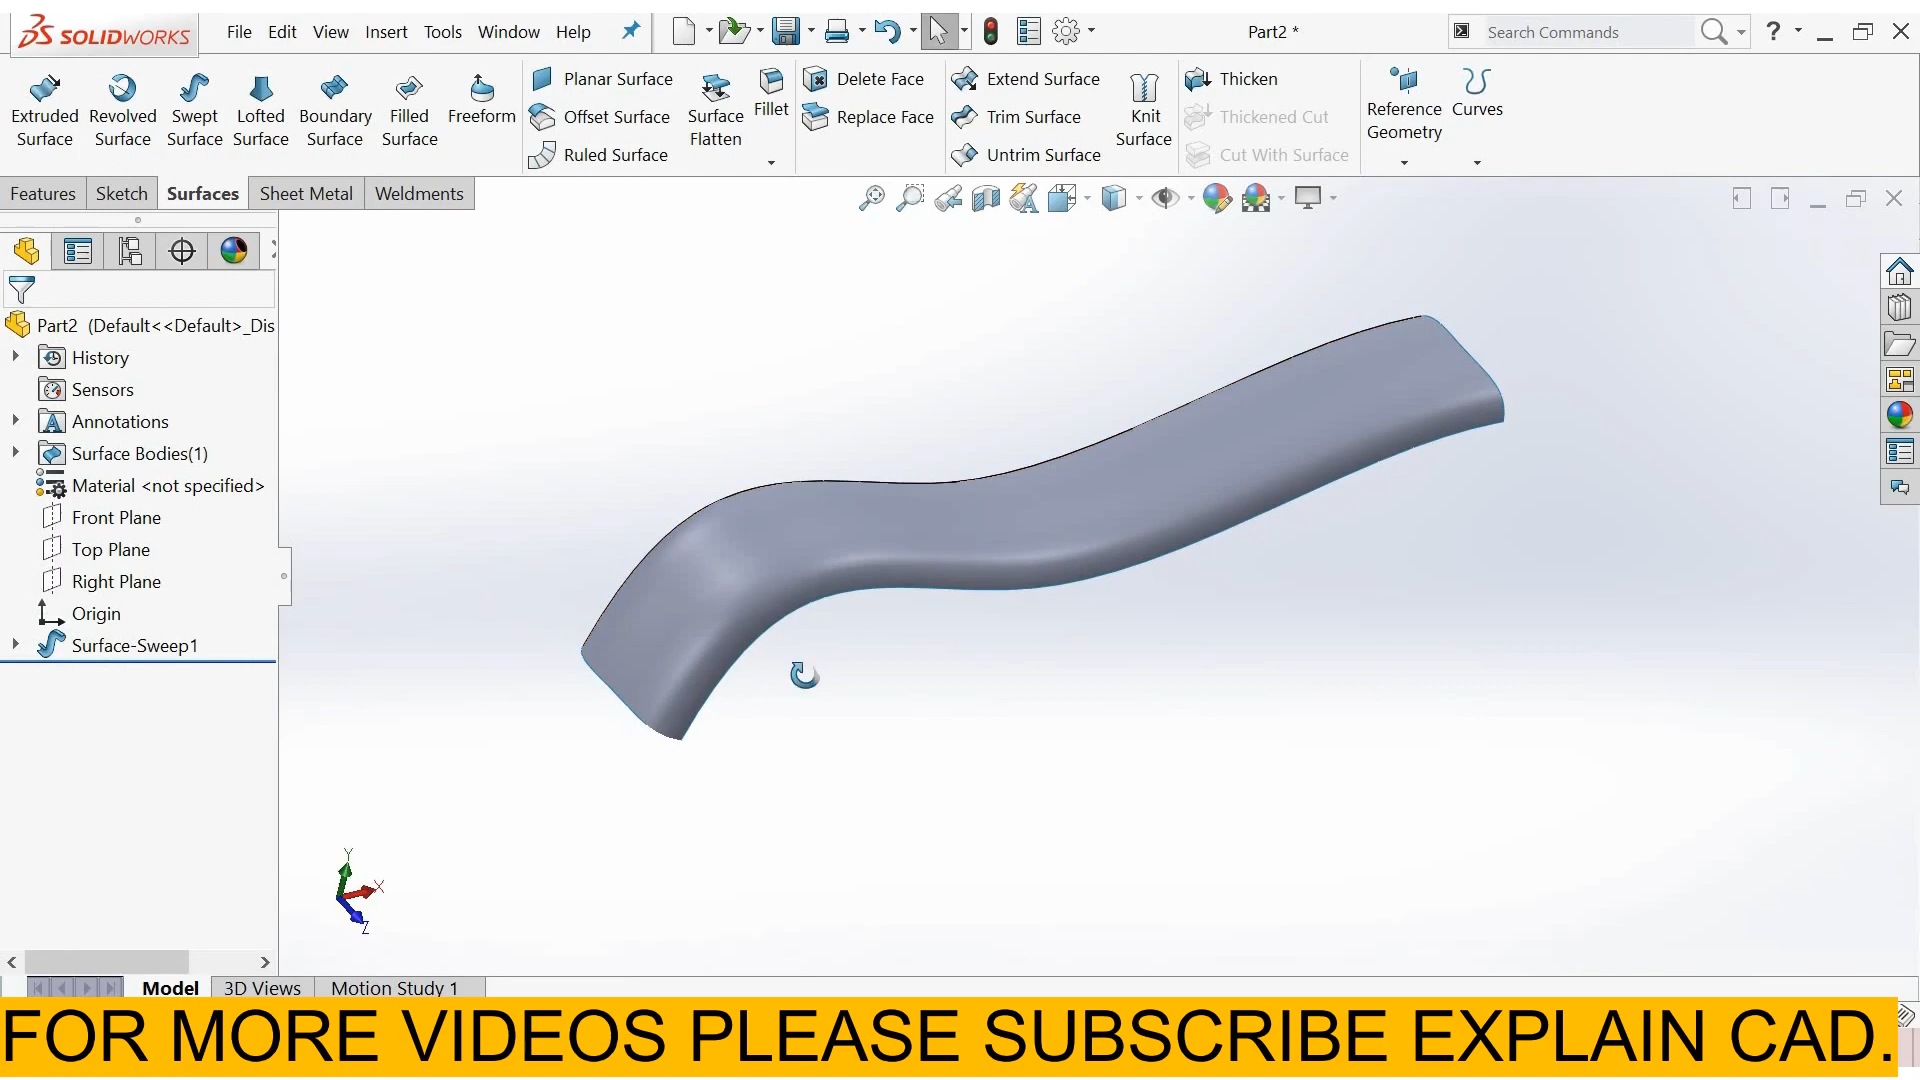 SOLIDWORKS File Edit View Insert Tools Window Help Part2 * Search Commands ?
Extruded Surface
Revolved Surface
Swept Surface
Lofted Surface
Boundary Surface
Filled Surface
Freeform
Planar Surface
Offset Surface
Ruled Surface
Surface Flatten
Fillet
Delete Face
Replace Face
Extend Surface
Trim Surface
Untrim Surface
Knit Surface
Thicken
Thickened Cut
Cut With Surface
Reference Geometry
Curves
Features Sketch Surfaces Sheet Metal Weldments
Part2 (Default<<Default>_Dis
History
Sensors
Annotations
Surface Bodies(1)
Material <not specified>
Front Plane
Top Plane
Right Plane
Origin
Surface-Sweep1
Y
X
Z
Model 3D Views Motion Study 1
FOR MORE VIDEOS PLEASE SUBSCRIBE EXPLAIN CAD.